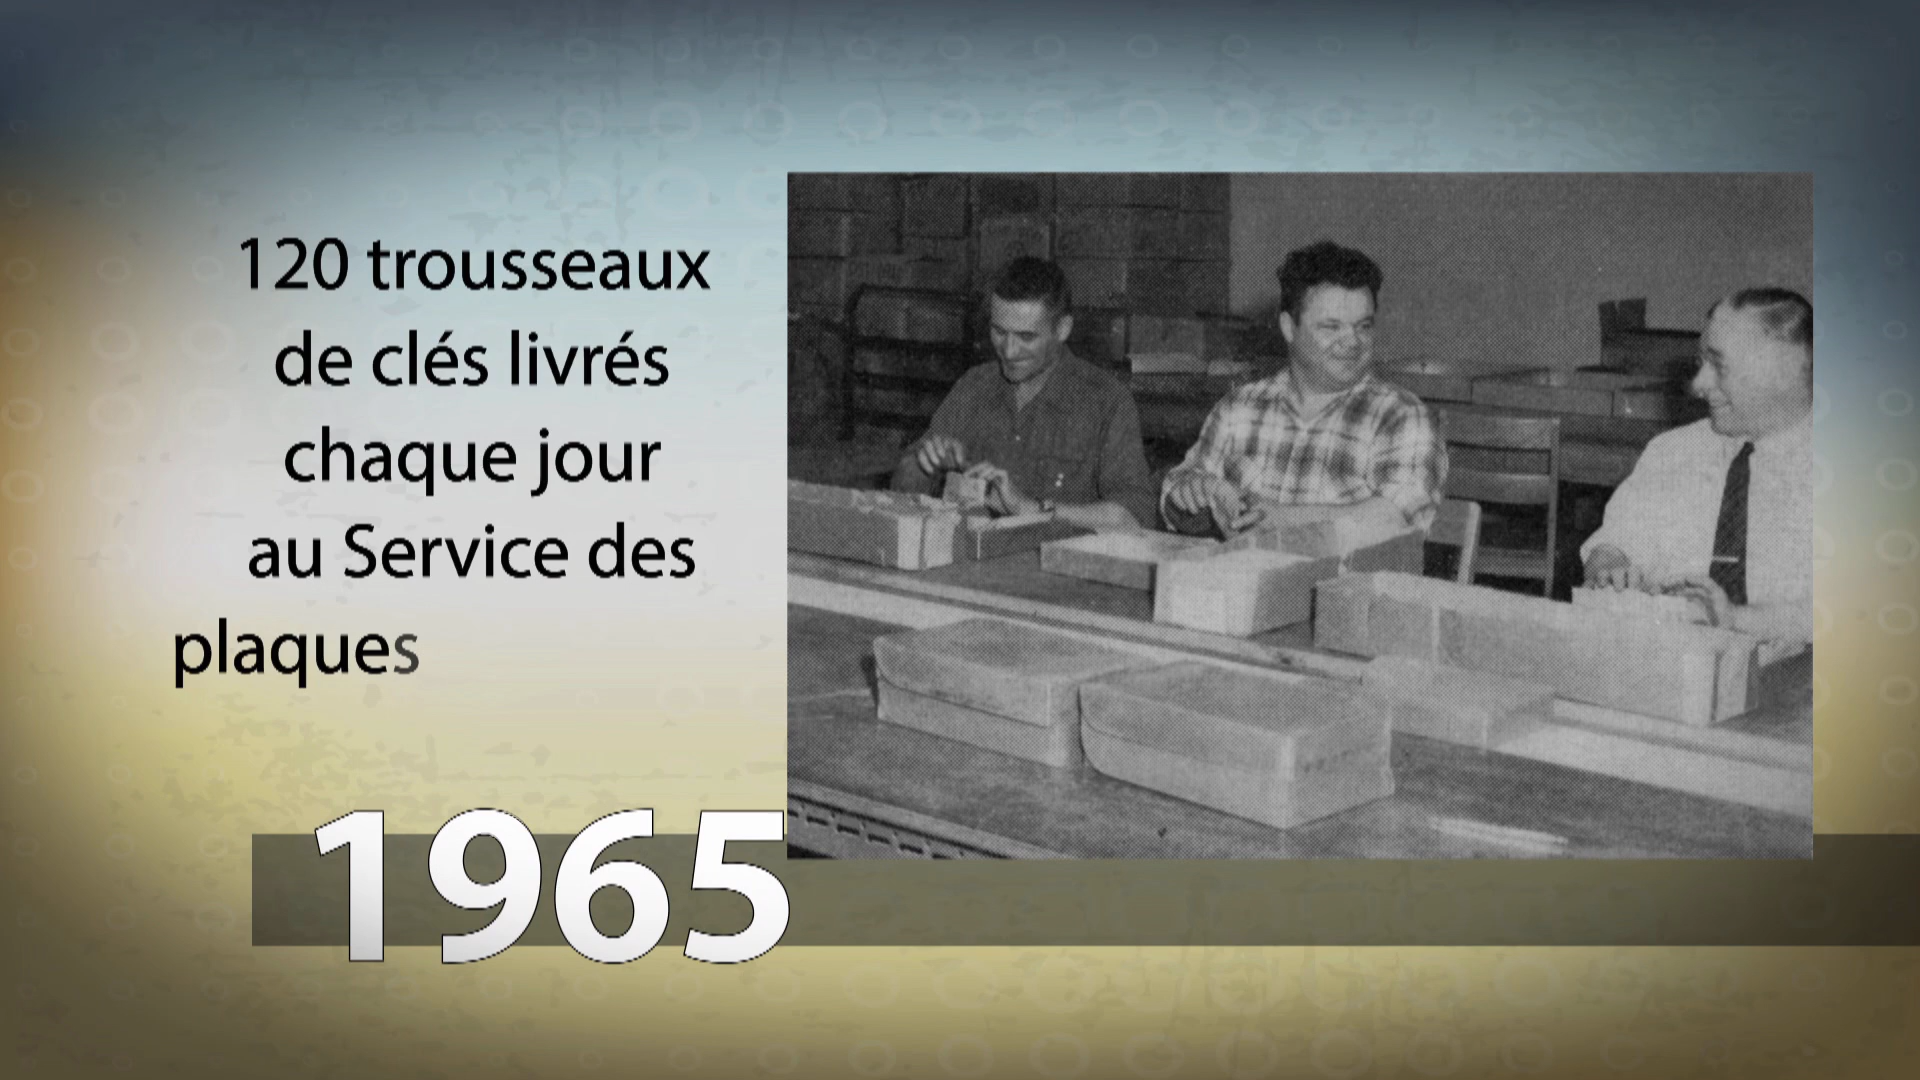 120 trousseaux
de clés livrés
chaque jour
au Service des
plaques
1965